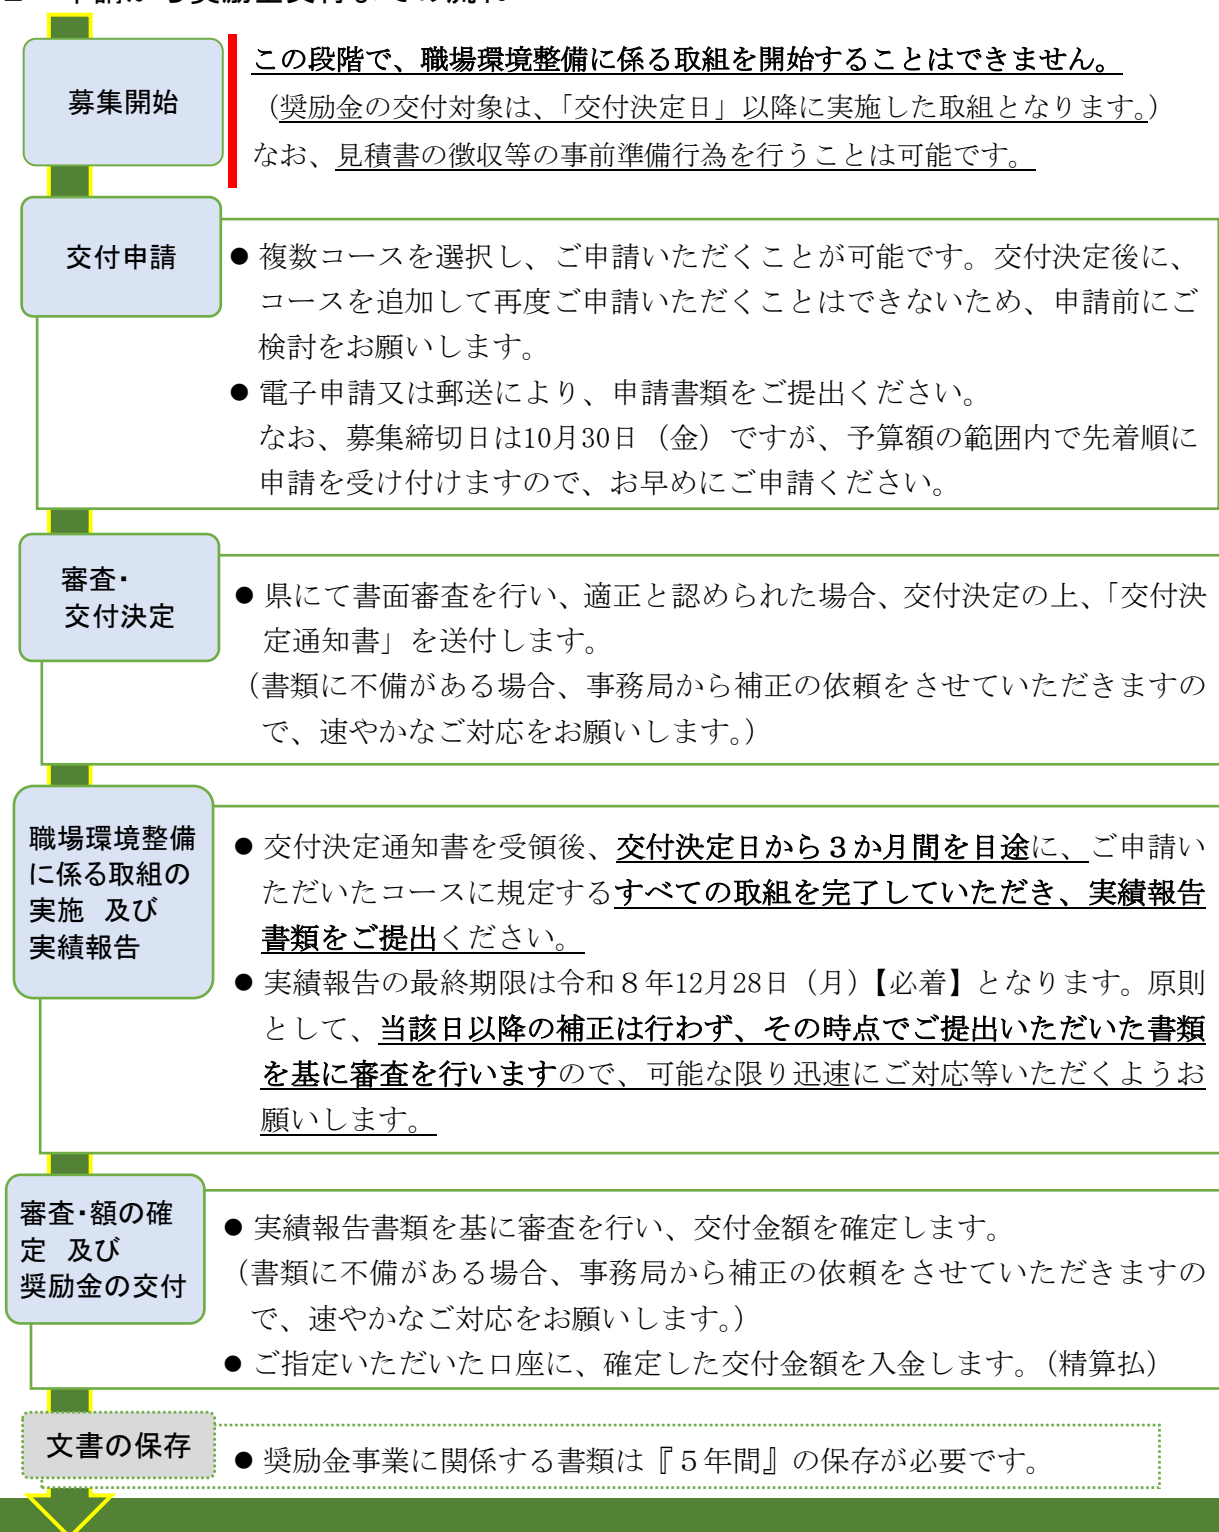 募集開始
この段階で、職場環境整備に係る取組を開始することはできません。
（奨励金の交付対象は、「交付決定日」以降に実施した取組となります。）
なお、見積書の徴収等の事前準備行為を行うことは可能です。
交付申請
● 複数コースを選択し、ご申請いただくことが可能です。交付決定後に、
コースを追加して再度ご申請いただくことはできないため、申請前にご
検討をお願いします。
● 電子申請又は郵送により、申請書類をご提出ください。
なお、募集締切日は10月30日（金）ですが、予算額の範囲内で先着順に
申請を受け付けますので、お早めにご申請ください。
審査・
交付決定
● 県にて書面審査を行い、適正と認められた場合、交付決定の上、「交付決
定通知書」を送付します。
（書類に不備がある場合、事務局から補正の依頼をさせていただきますの
で、速やかなご対応をお願いします。）
職場環境整備
に係る取組の
実施 及び
実績報告
● 交付決定通知書を受領後、交付決定日から３か月間を目途に、ご申請い
ただいたコースに規定するすべての取組を完了していただき、実績報告
書類をご提出ください。
● 実績報告の最終期限は令和８年12月28日（月）【必着】となります。原則
として、当該日以降の補正は行わず、その時点でご提出いただいた書類
を基に審査を行いますので、可能な限り迅速にご対応等いただくようお
願いします。
審査・額の確
定 及び
奨励金の交付
● 実績報告書類を基に審査を行い、交付金額を確定します。
（書類に不備がある場合、事務局から補正の依頼をさせていただきますの
で、速やかなご対応をお願いします。）
● ご指定いただいた口座に、確定した交付金額を入金します。（精算払）
文書の保存
● 奨励金事業に関係する書類は『５年間』の保存が必要です。